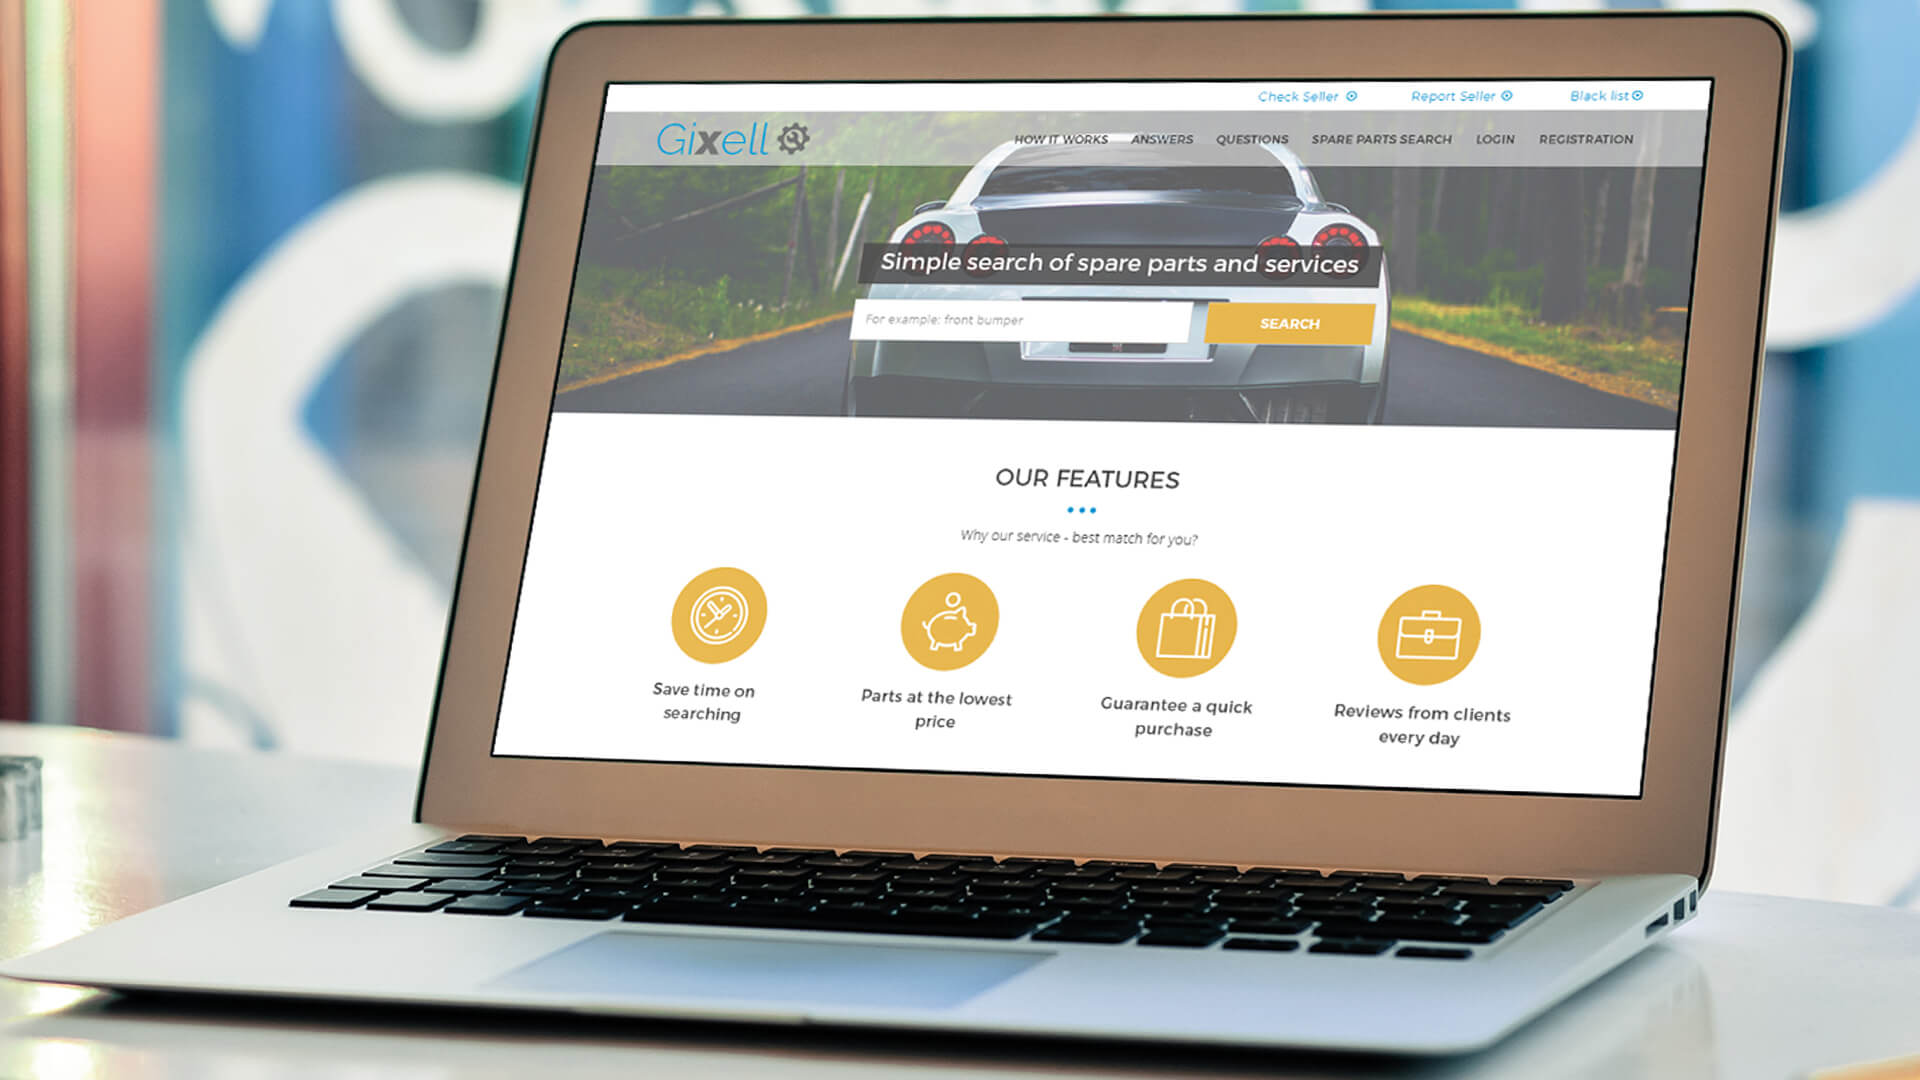 Check Seller
Report Seller
Black list
Gixell
HOW IT WORKS
ANSWERS
QUESTIONS
SPARE PARTS SEARCH
LOGIN
REGISTRATION
Simple search of spare parts and services
For example: front bumper
SEARCH
OUR FEATURES
Why our service - best match for you?
Save time on
searching
Parts at the lowest
price
Guarantee a quick
purchase
Reviews from clients
every day